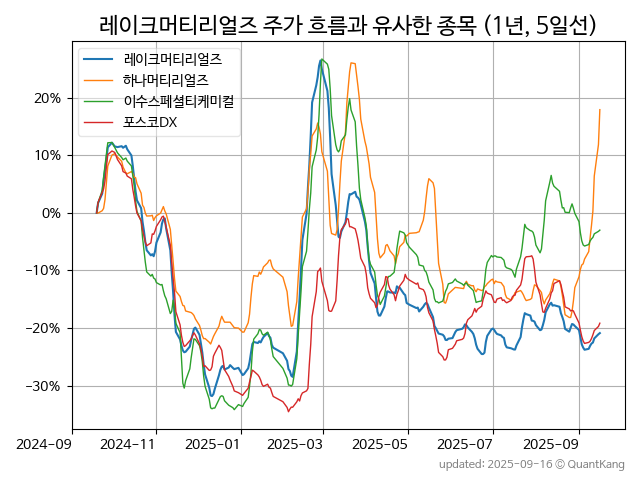 레이크머티리얼즈 주가 흐름과 유사한 종목 (1년, 5일선)
레이크머티리얼즈
하나머티리얼즈
이수스페셜티케미컬
포스코DX
20%
10%
0%
−10%
−20%
−30%
2024-09
2024-11
2025-01
2025-03
2025-05
2025-07
2025-09
updated: 2025-09-16 © QuantKang